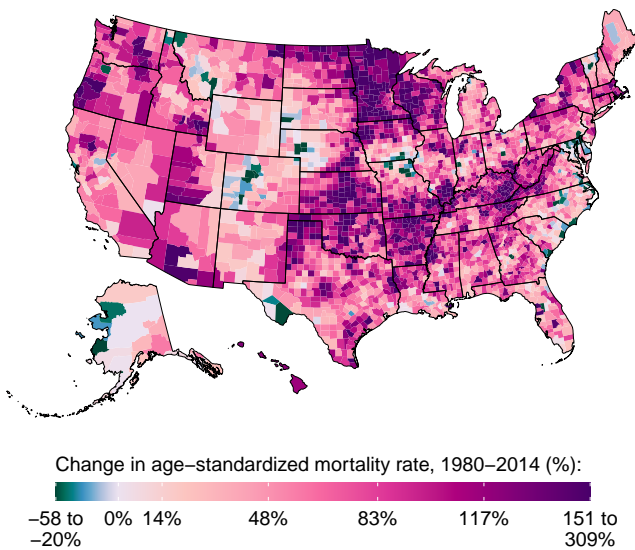 Change in age−standardized mortality rate, 1980−2014 (%):
−58 to −20% 0% 14% 48% 83% 117% 151 to 309%